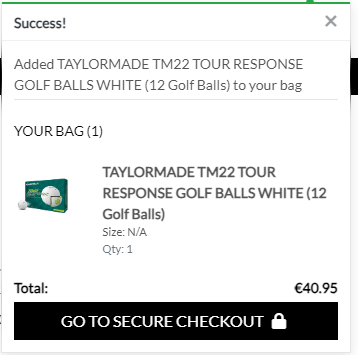 Success!
×
Added TAYLORMADE TM22 TOUR RESPONSE
GOLF BALLS WHITE (12 Golf Balls) to your bag
YOUR BAG (1)
TAYLORMADE TM22 TOUR
RESPONSE GOLF BALLS WHITE (12
Golf Balls)
Size: N/A
Qty: 1
Total: €40.95
GO TO SECURE CHECKOUT